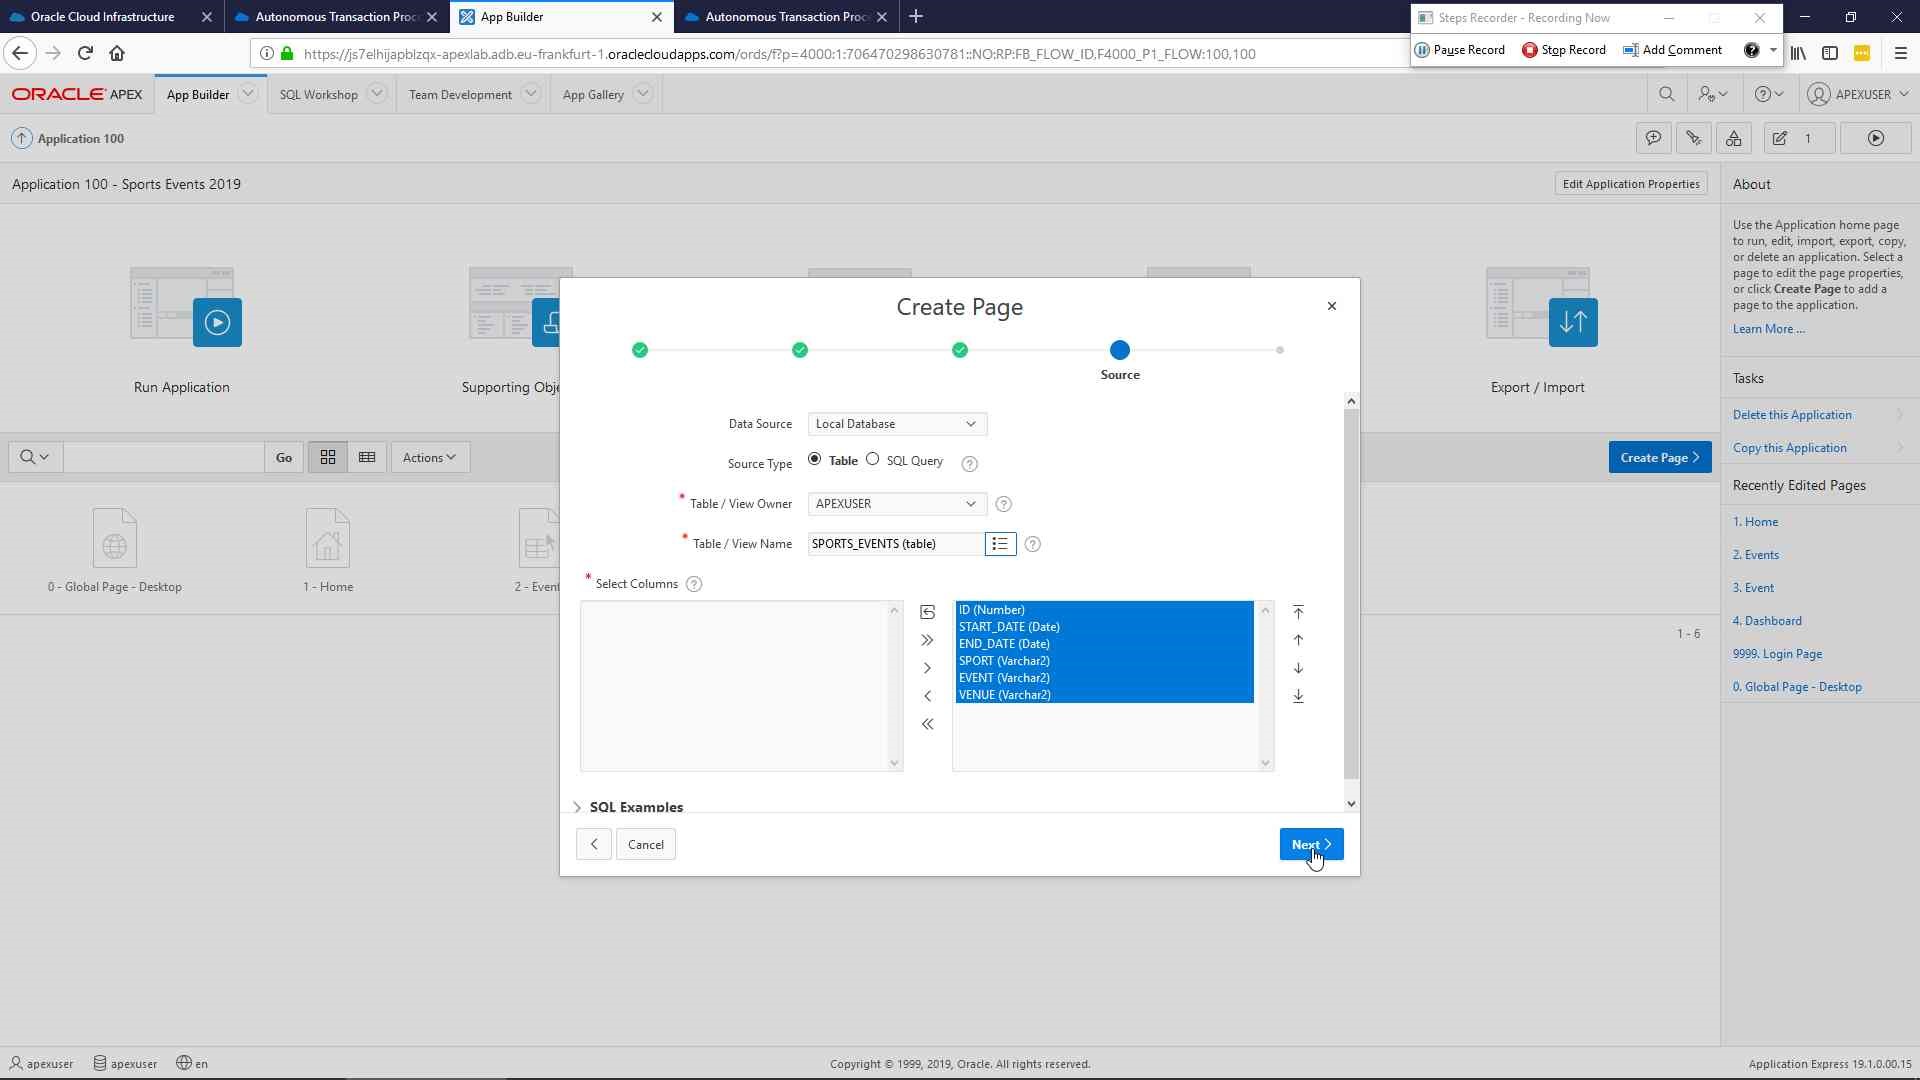 Oracle Cloud Infrastructure
Autonomous Transaction Proc
App Builder
Autonomous Transaction Proc
Steps Recorder - Recording Now
Pause Record
Stop Record
Add Comment
https://js7elhijapblzqx-apexlab.adb.eu-frankfurt-1.oraclecloudapps.com/ords/f?p=4000:1:706470298630781::NO:RP:FB_FLOW_ID,F4000_P1_FLOW:100,100
ORACLE APEX
App Builder
SQL Workshop
Team Development
App Gallery
APEXUSER
Application 100
1
Application 100 - Sports Events 2019
Edit Application Properties
About
Use the Application home page
to run, edit, import, export, copy,
or delete an application. Select a
page to edit the page properties,
or click Create Page to add a
page to the application.
Learn More ...
Run Application
Supporting Obje
Export / Import
Tasks
Delete this Application
Copy this Application
Go
Actions
Create Page
Recently Edited Pages
1. Home
2. Events
3. Event
4. Dashboard
9999. Login Page
0. Global Page - Desktop
0 - Global Page - Desktop
1 - Home
2 - Event
1 - 6
Create Page
Source
Data Source
Local Database
Source Type
Table
SQL Query
* Table / View Owner
APEXUSER
* Table / View Name
SPORTS_EVENTS (table)
* Select Columns
ID (Number)
START_DATE (Date)
END_DATE (Date)
SPORT (Varchar2)
EVENT (Varchar2)
VENUE (Varchar2)
SQL Examples
Cancel
Next
apexuser
apexuser
en
Copyright © 1999, 2019, Oracle. All rights reserved.
Application Express 19.1.0.00.15